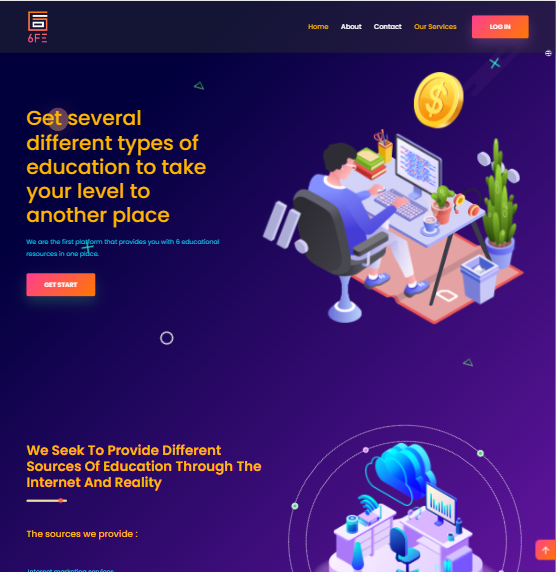 6FE
Home About Contact Our Services LOG IN
Get several
different types of
education to take
your level to
another place
We are the first platform that provides you with 6 educational
resources in one place.
GET START
We Seek To Provide Different
Sources Of Education Through The
Internet And Reality
The sources we provide :
Internet marketing services